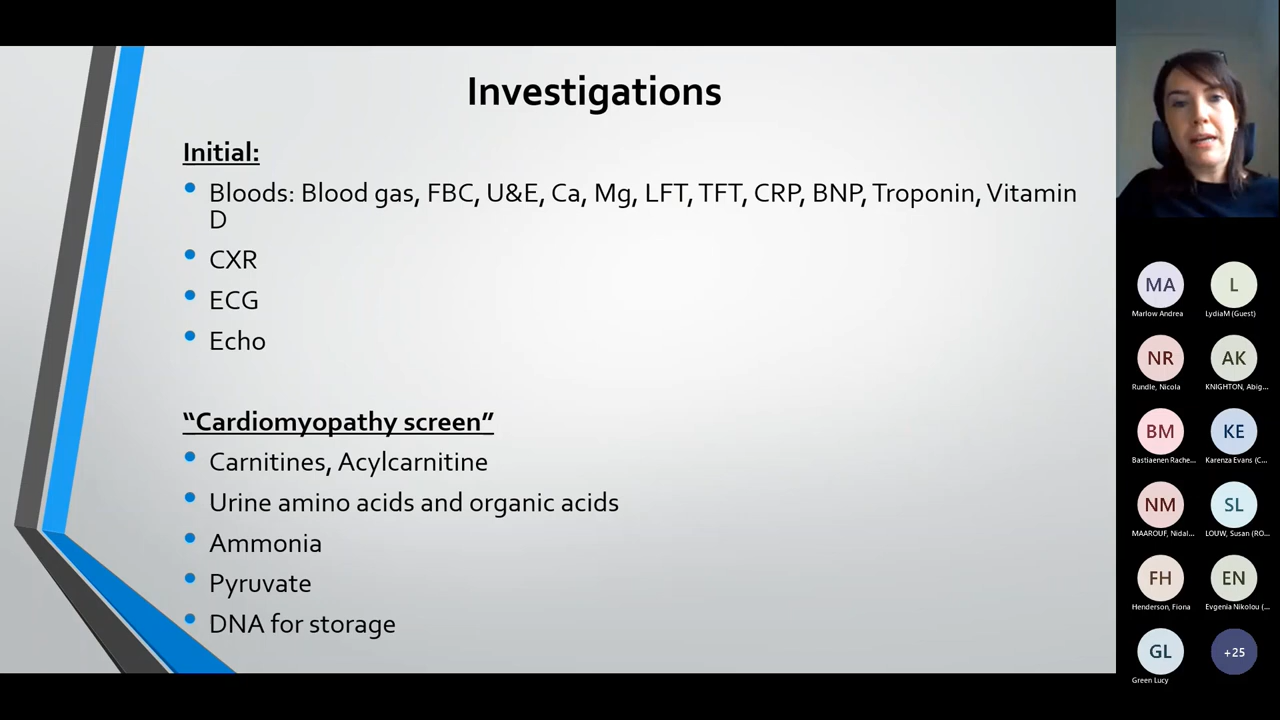 Investigations
Initial:
Bloods: Blood gas, FBC, U&E, Ca, Mg, LFT, TFT, CRP, BNP, Troponin, Vitamin
D
CXR
ECG
Echo
“Cardiomyopathy screen”
Carnitines, Acylcarnitine
Urine amino acids and organic acids
Ammonia
Pyruvate
DNA for storage
MA
Marlow Andrea
L
LydiaM (Guest)
NR
Rundle, Nicola
AK
KNIGHTON, Abig...
BM
Bastiaenen Rache...
KE
Karenza Evans (C...
NM
MAAROUF, Nidal...
SL
LOUW, Susan (RO...
FH
Henderson, Fiona
EN
Evgenia Nikolou (...
GL
Green Lucy
+25